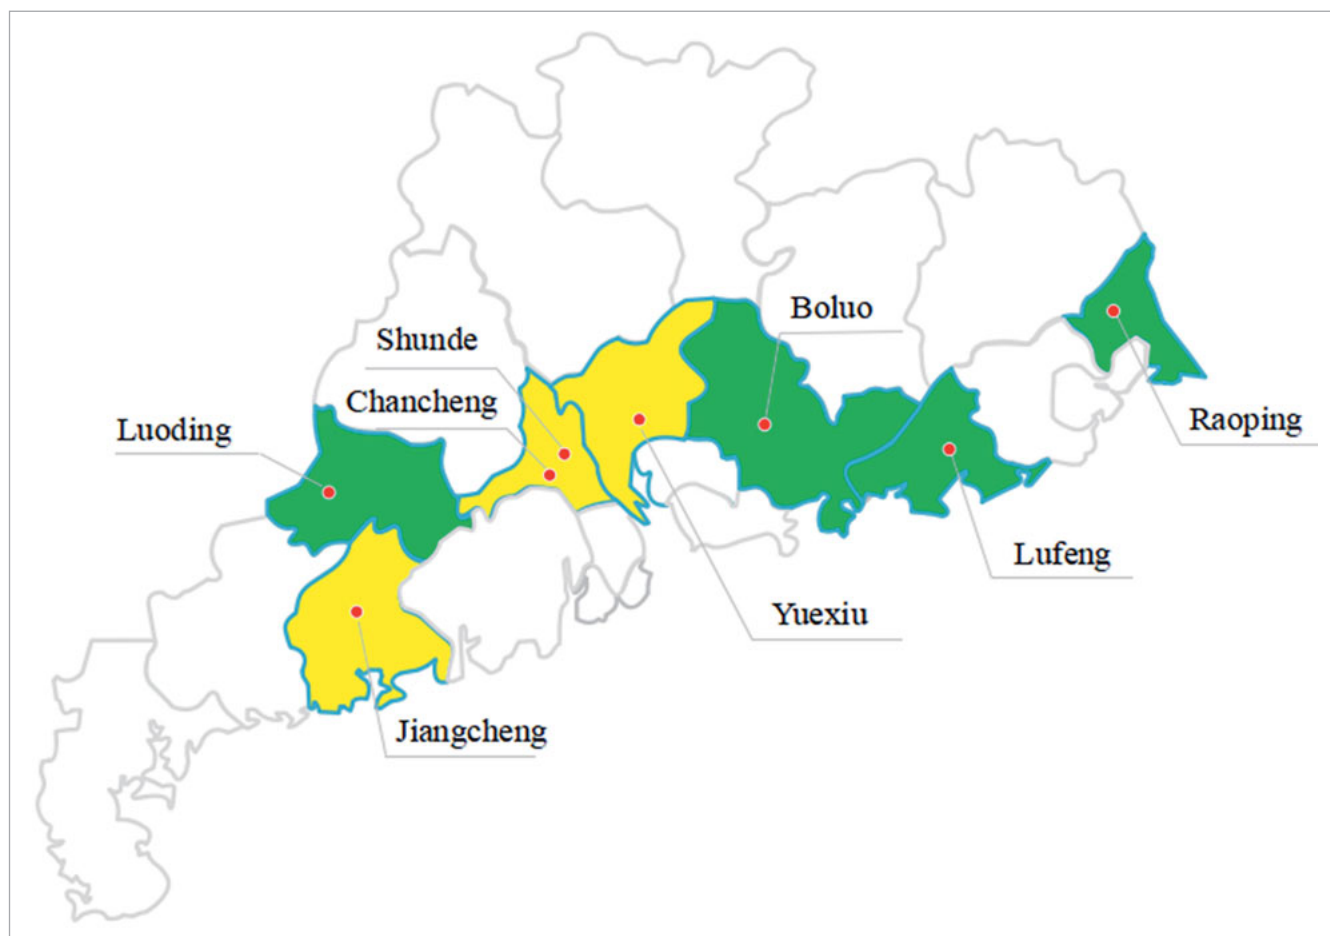 Boluo
Shunde
Chancheng
Luoding
Raoping
Lufeng
Yuexiu
Jiangcheng